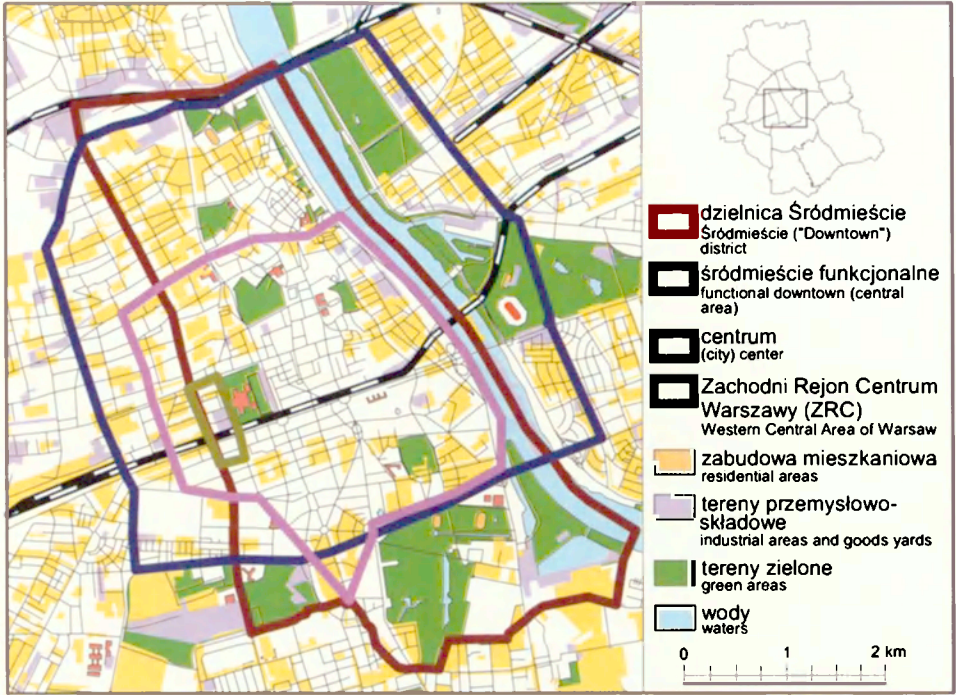 dzielnica Śródmieście
Śródmieście ("Downtown")
district
śródmieście funkcjonalne
functional downtown (central
area)
centrum
(city) center
Zachodni Rejon Centrum
Warszawy (ZRC)
Western Central Area of Warsaw
zabudowa mieszkaniowa
residential areas
tereny przemysłowo-
składowe
industrial areas and goods yards
tereny zielone
green areas
wody
waters
0 1 2 km